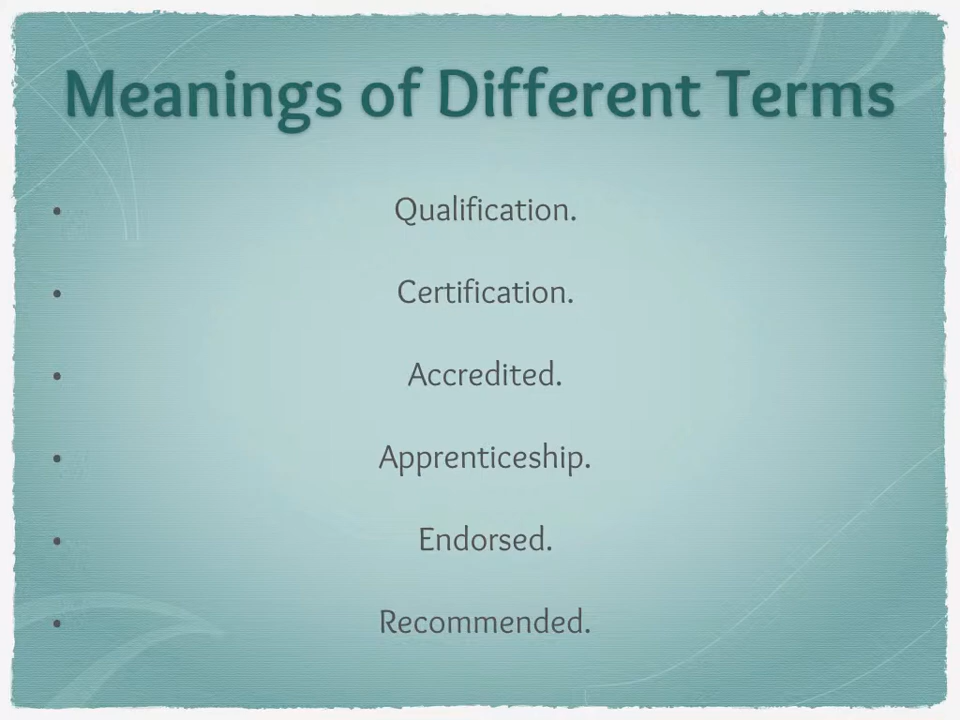 Meanings of Different Terms
• Qualification.
• Certification.
• Accredited.
• Apprenticeship.
• Endorsed.
• Recommended.